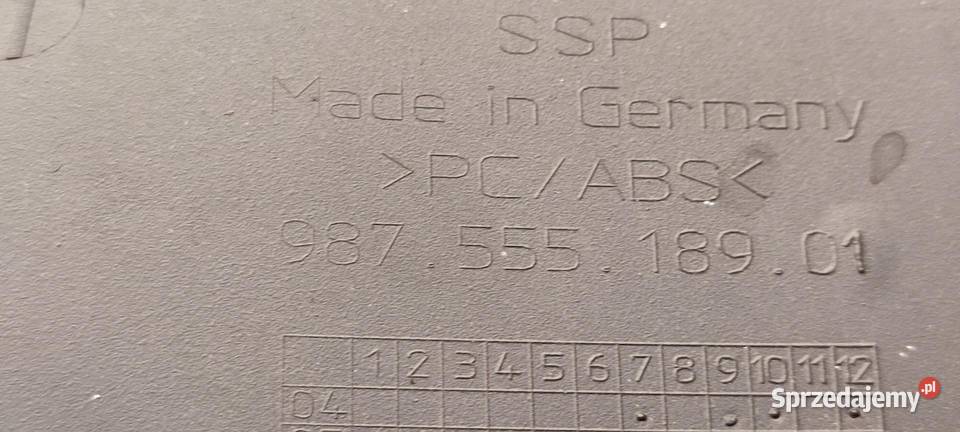 SSP
Made in Germany
>PC/ABS<
987.555.189.01
1 2 3 4 5 6 7 8 9 10 11 12
04
Sprzedajemy.pl